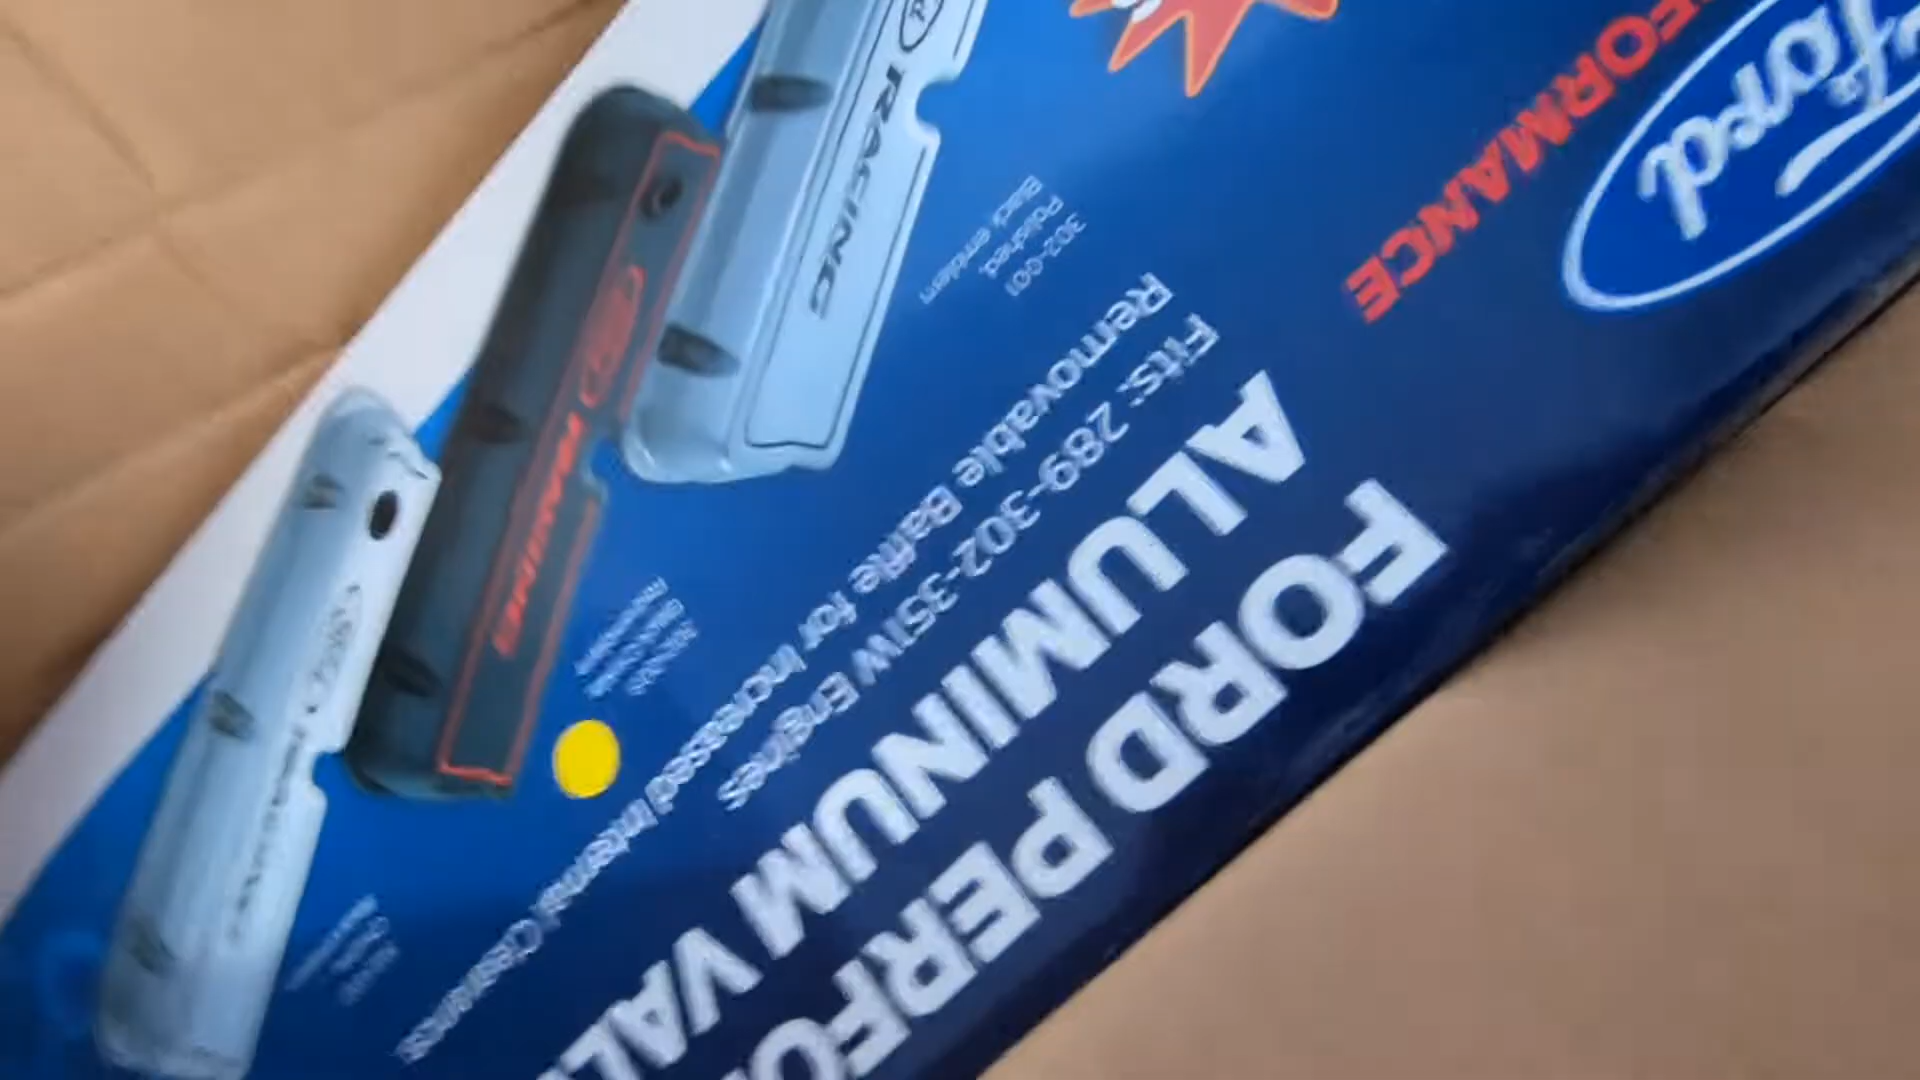 Ford
FORMANCE
FORD PERFO
ALUMINUM VAL
Fits: 289-302-351W Engines
Removable Baffle for Increased Internal Clearance
302-001
Polished,
Black emblem
RACING
RACING